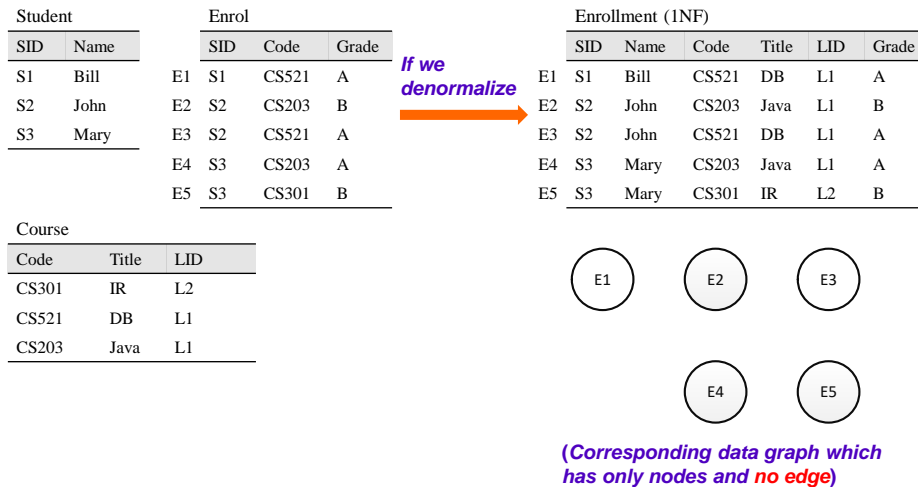 Student
SID Name
S1 Bill
S2 John
S3 Mary
Enrol
SID Code Grade
E1 S1 CS521 A
E2 S2 CS203 B
E3 S2 CS521 A
E4 S3 CS203 A
E5 S3 CS301 B
If we
denormalize
Enrollment (1NF)
SID Name Code Title LID Grade
E1 S1 Bill CS521 DB L1 A
E2 S2 John CS203 Java L1 B
E3 S2 John CS521 DB L1 A
E4 S3 Mary CS203 Java L1 A
E5 S3 Mary CS301 IR L2 B
Course
Code Title LID
CS301 IR L2
CS521 DB L1
CS203 Java L1
E1 E2 E3
E4 E5
(Corresponding data graph which
has only nodes and no edge)